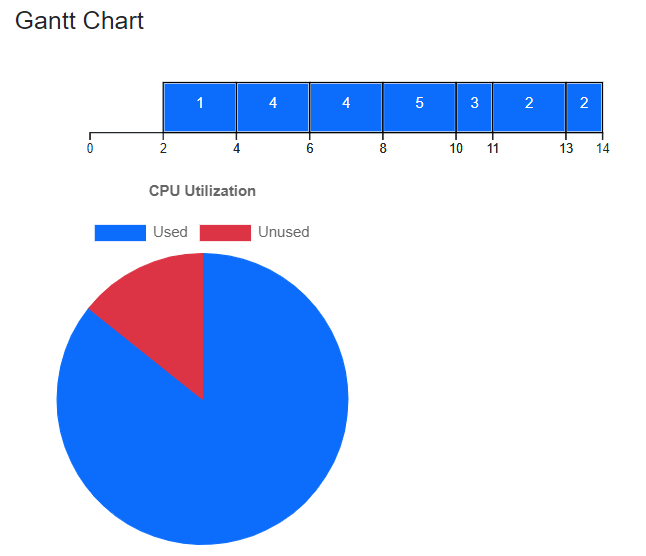 Gantt Chart
1 4 4 5 3 2 2
0 2 4 6 8 10 11 13 14
CPU Utilization
Used Unused